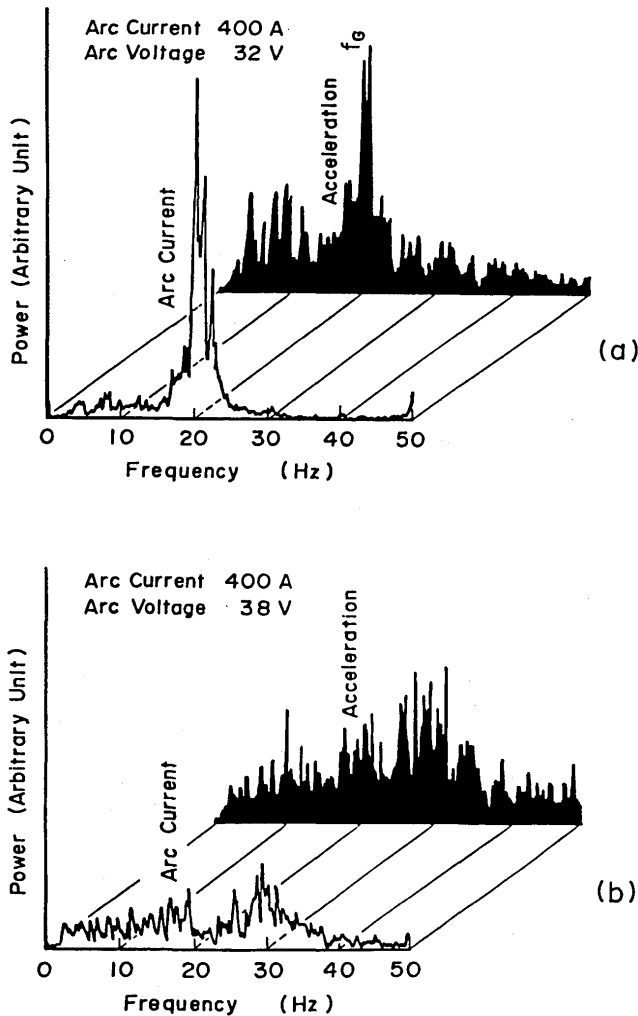 Arc Current 400 A
Arc Voltage 32 V
f_G
Acceleration
Arc Current
Power (Arbitrary Unit)
(a)
0 10 20 30 40 50
Frequency (Hz)
Arc Current 400 A
Arc Voltage 38 V
Acceleration
Arc Current
Power (Arbitrary Unit)
(b)
0 10 20 30 40 50
Frequency (Hz)